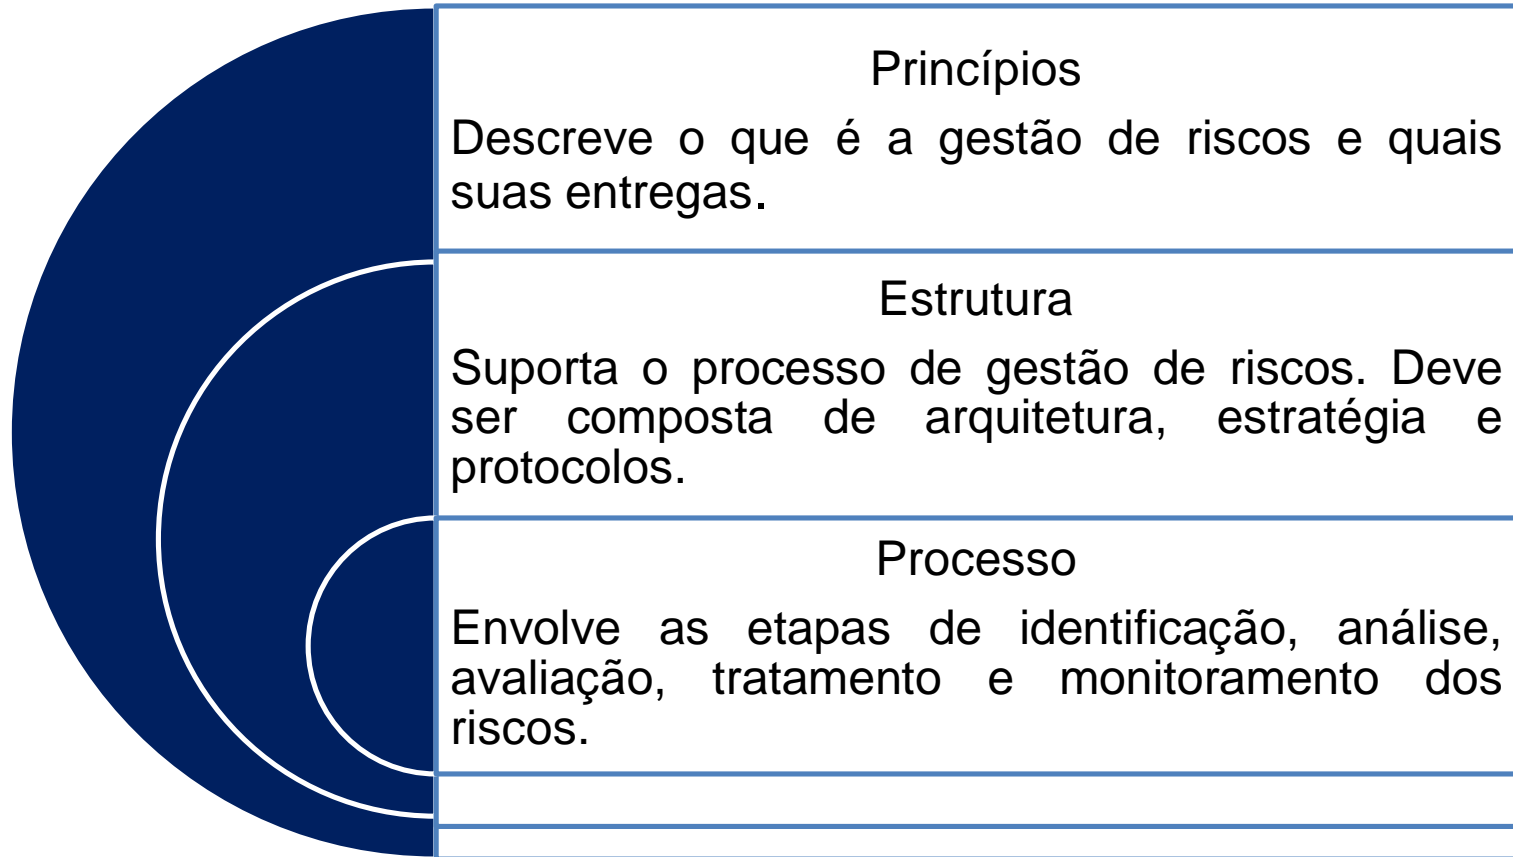 Princípios
Descreve o que é a gestão de riscos e quais
suas entregas.
Estrutura
Suporta o processo de gestão de riscos. Deve
ser composta de arquitetura, estratégia e
protocolos.
Processo
Envolve as etapas de identificação, análise,
avaliação, tratamento e monitoramento dos
riscos.